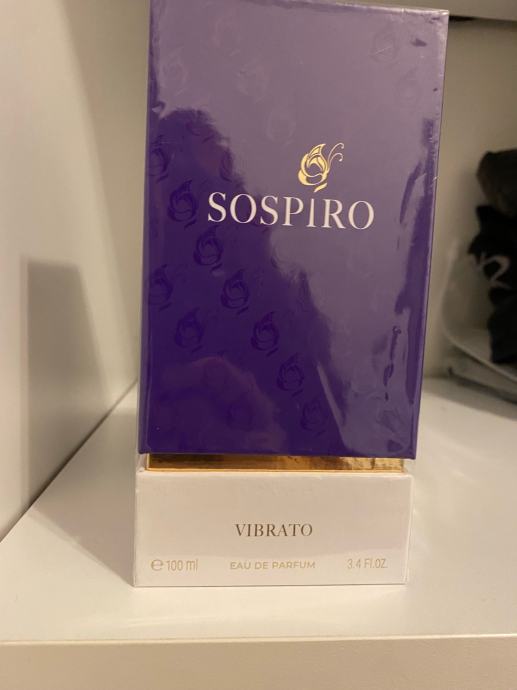 SOSPIRO
VIBRATO
℮ 100 ml EAU DE PARFUM 3.4 Fl.OZ.